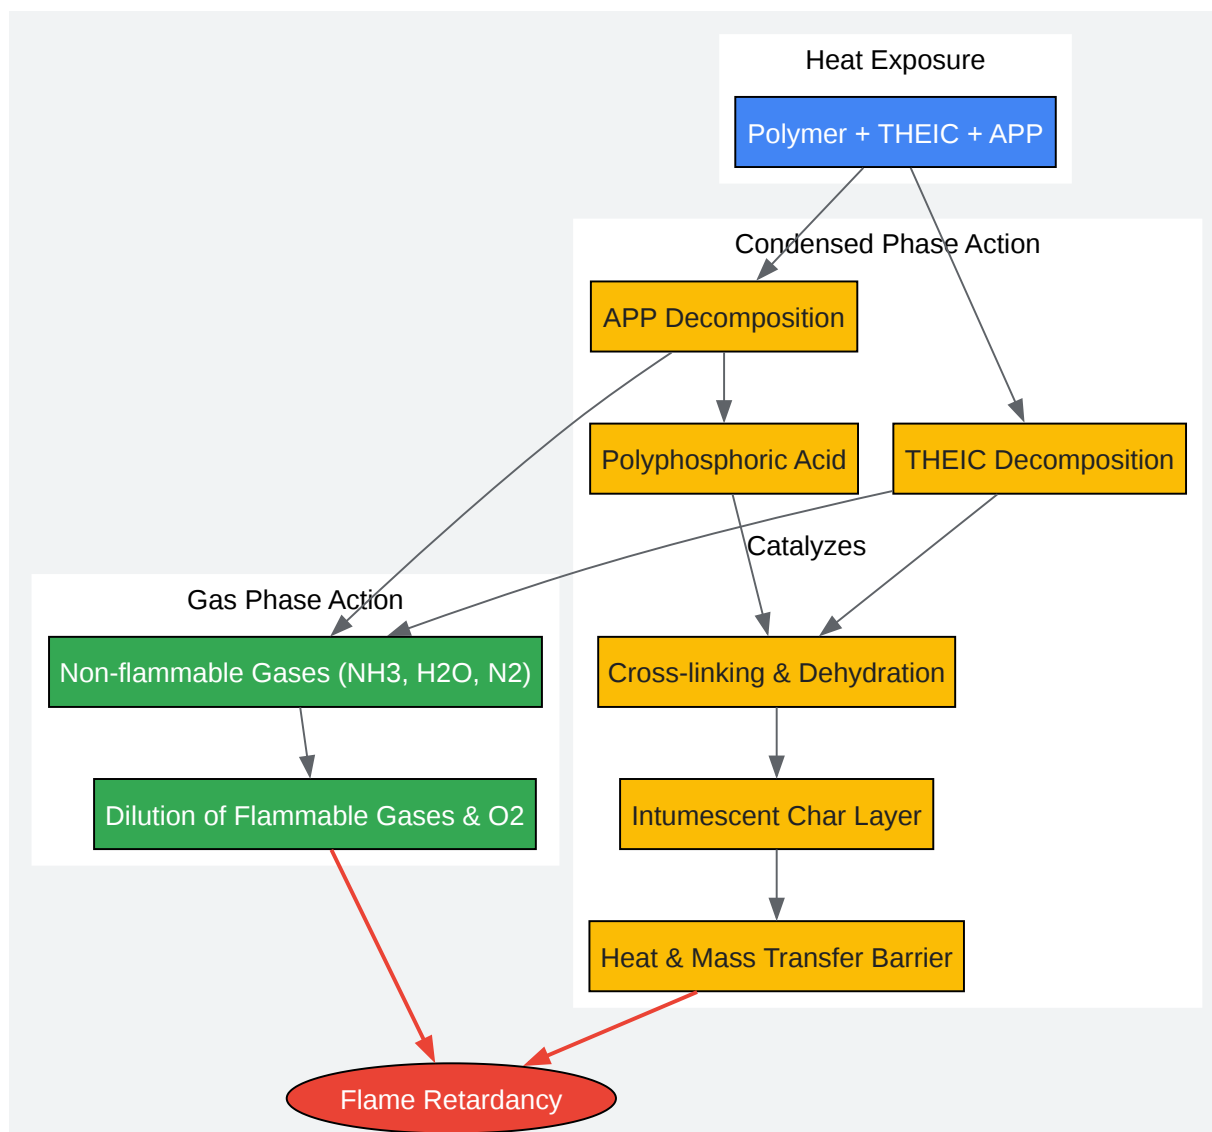 Heat Exposure
Polymer + THEIC + APP
Condensed Phase Action
APP Decomposition
Polyphosphoric Acid
THEIC Decomposition
Catalyzes
Gas Phase Action
Non-flammable Gases (NH3, H2O, N2)
Cross-linking & Dehydration
Dilution of Flammable Gases & O2
Intumescent Char Layer
Heat & Mass Transfer Barrier
Flame Retardancy